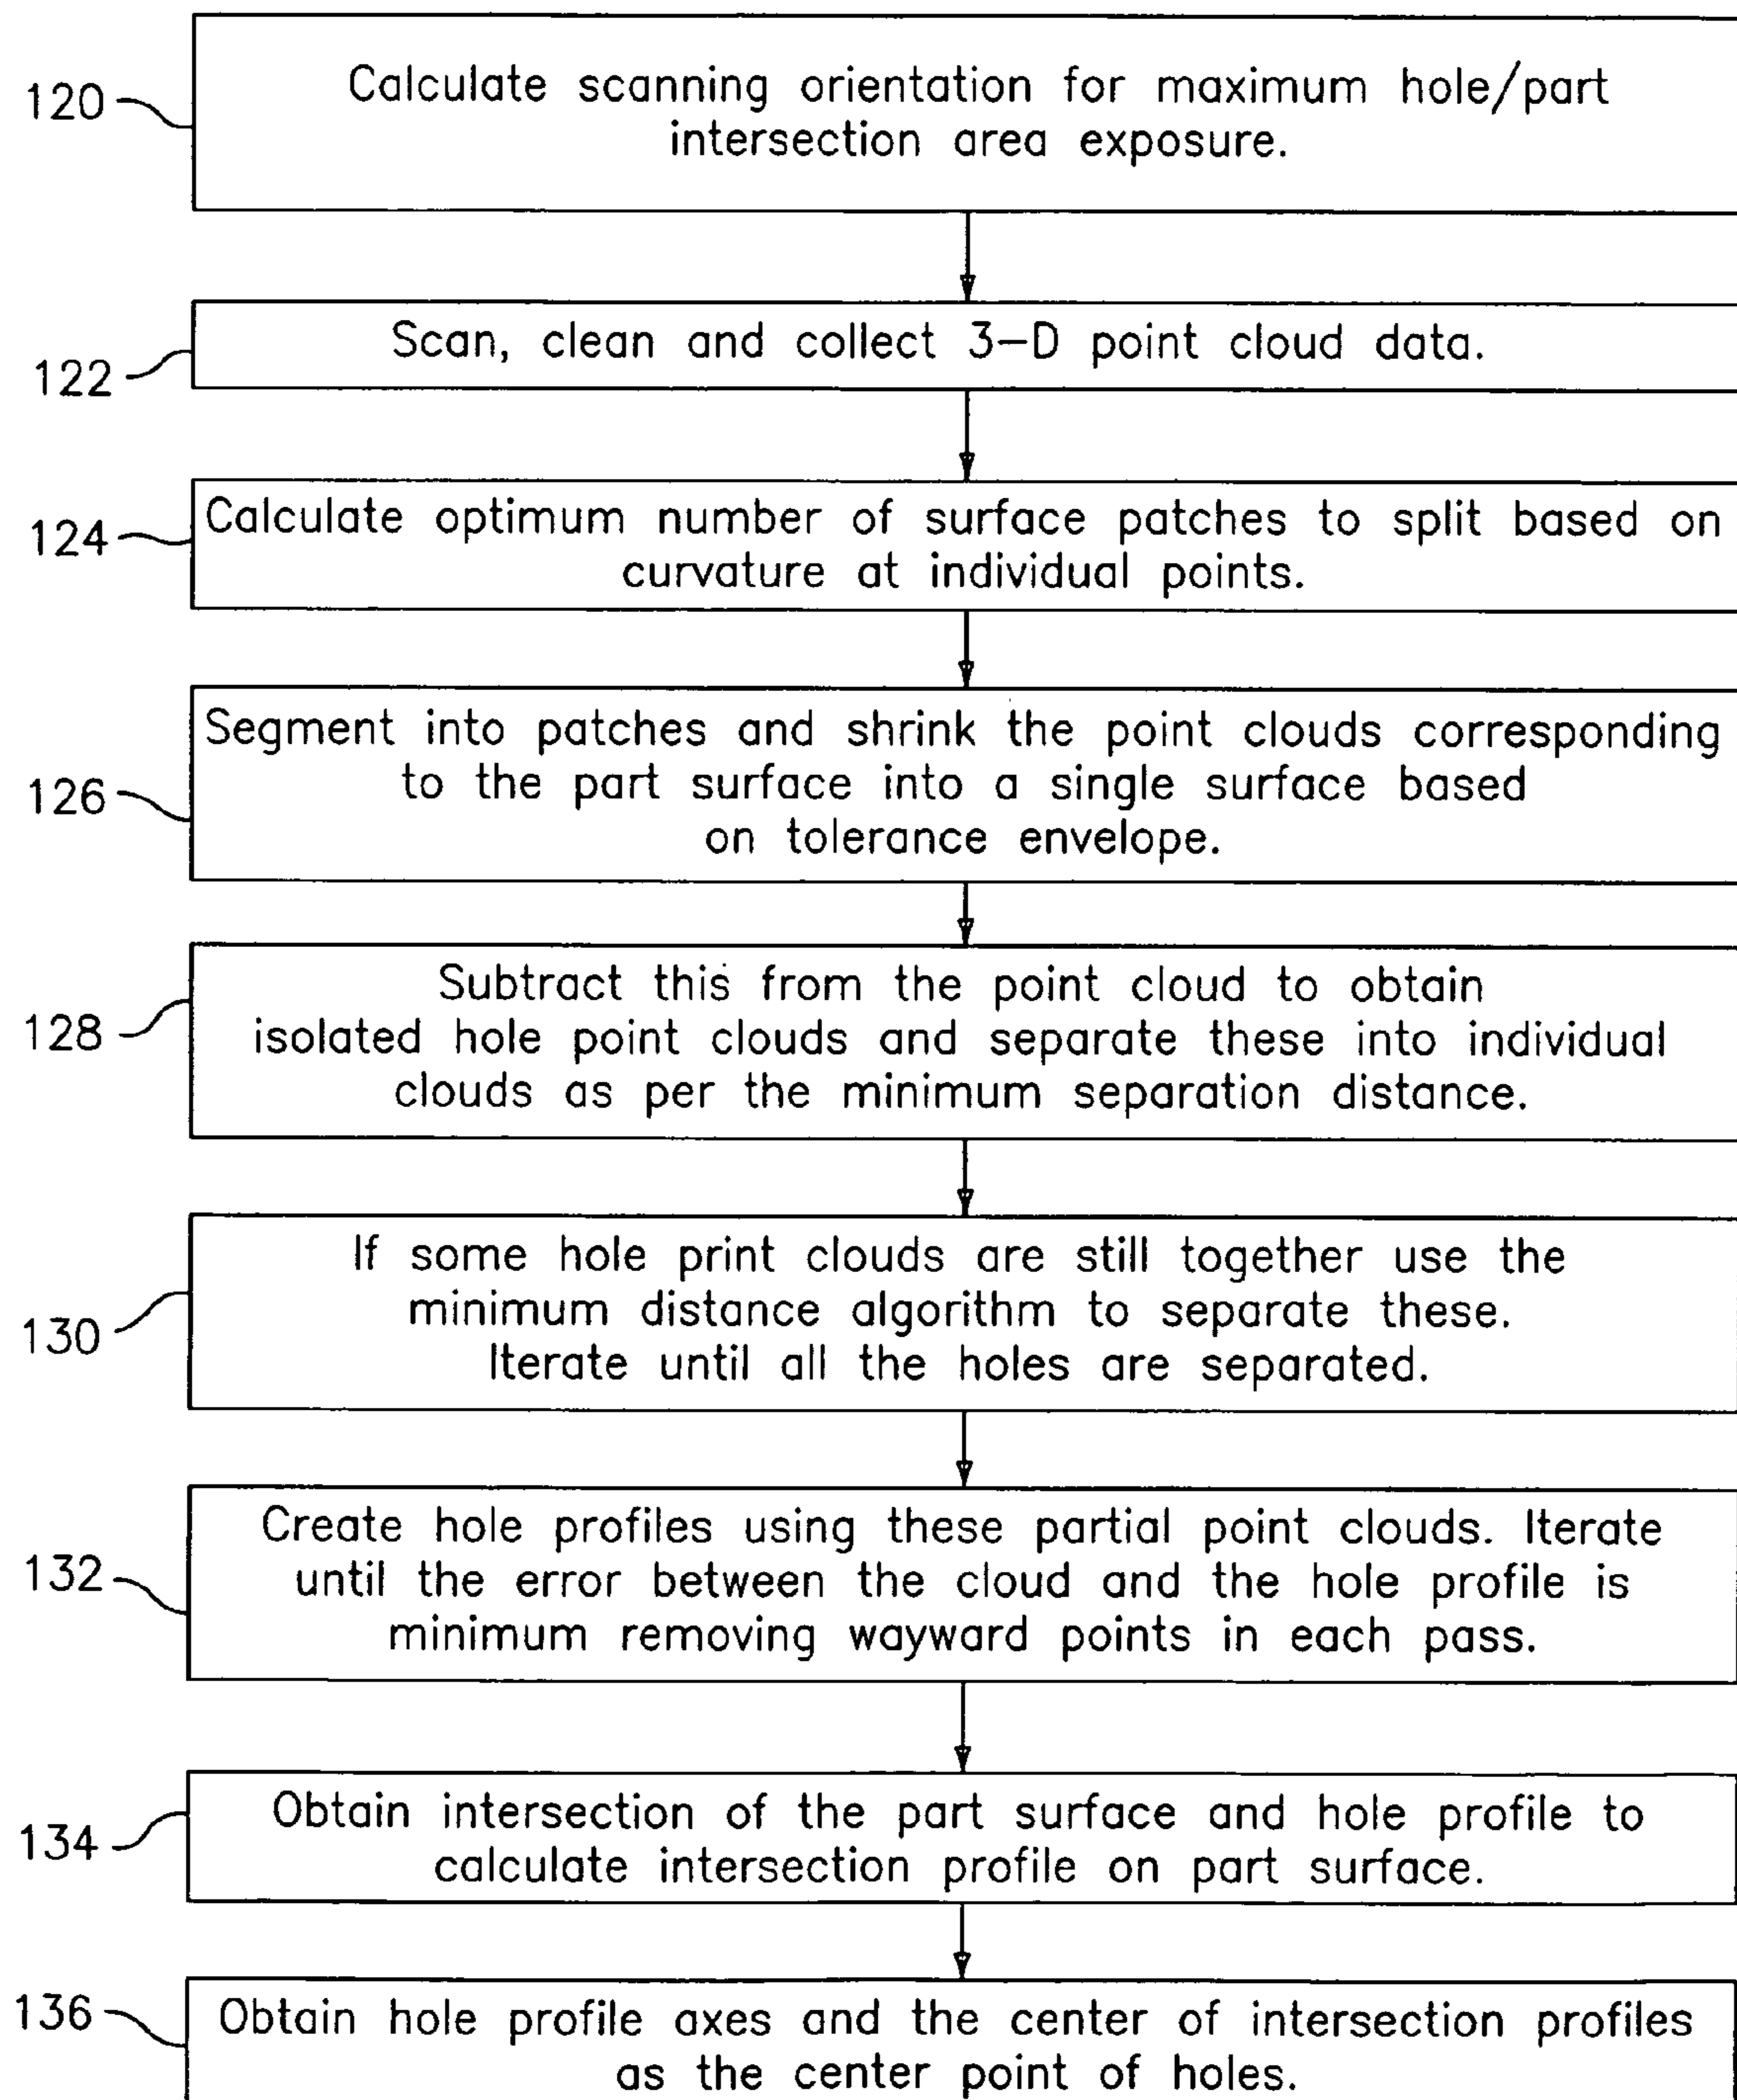 120
Calculate scanning orientation for maximum hole/part
intersection area exposure.
122
Scan, clean and collect 3-D point cloud data.
124
Calculate optimum number of surface patches to split based on
curvature at individual points.
126
Segment into patches and shrink the point clouds corresponding
to the part surface into a single surface based
on tolerance envelope.
128
Subtract this from the point cloud to obtain
isolated hole point clouds and separate these into individual
clouds as per the minimum separation distance.
130
If some hole print clouds are still together use the
minimum distance algorithm to separate these.
Iterate until all the holes are separated.
132
Create hole profiles using these partial point clouds. Iterate
until the error between the cloud and the hole profile is
minimum removing wayward points in each pass.
134
Obtain intersection of the part surface and hole profile to
calculate intersection profile on part surface.
136
Obtain hole profile axes and the center of intersection profiles
as the center point of holes.